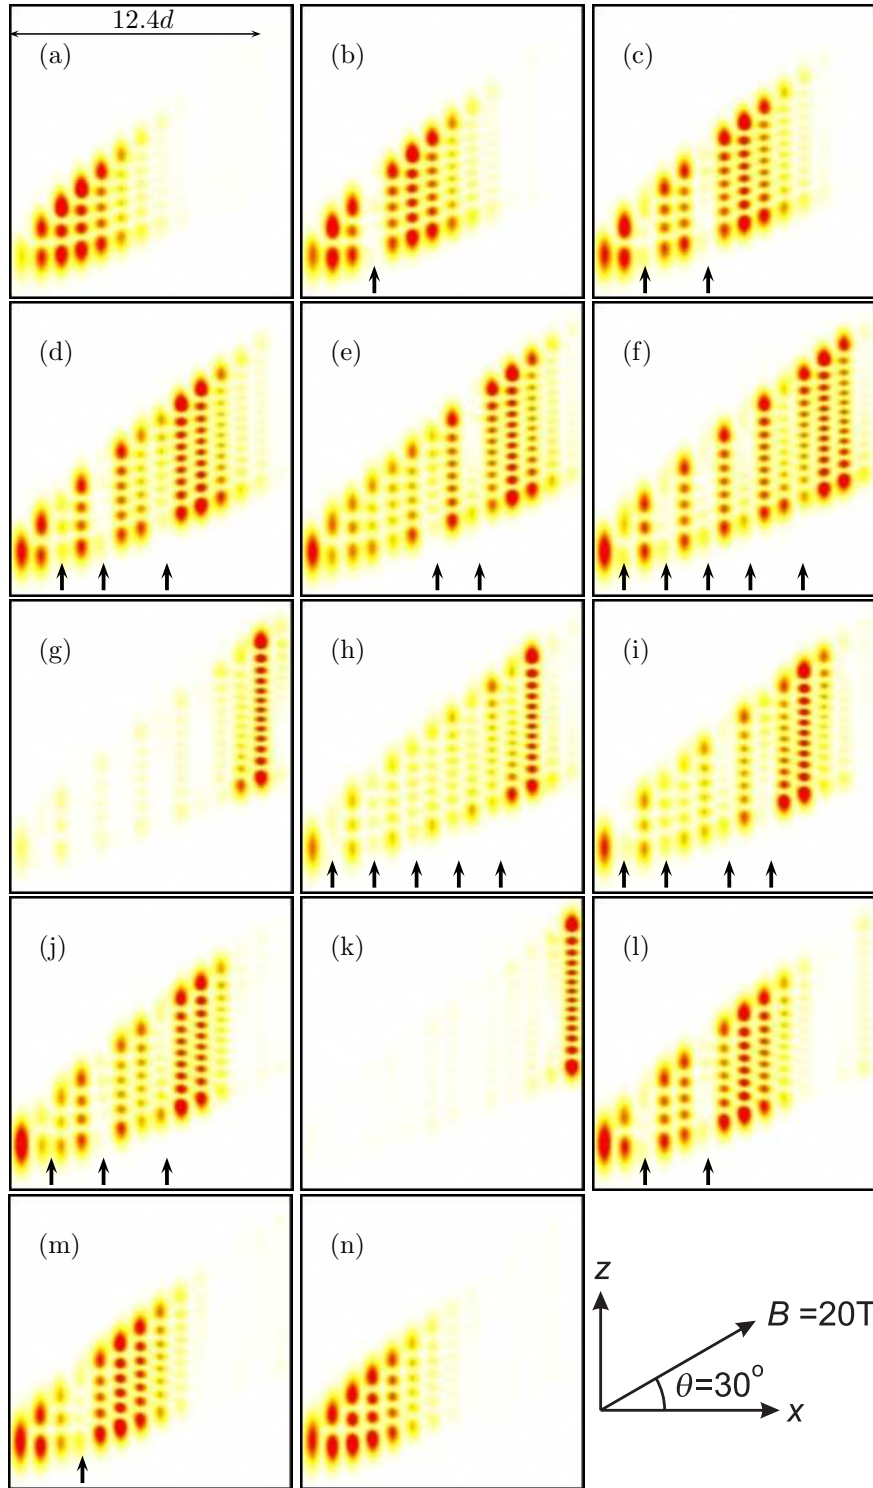 12.4d
(a) (b) (c)
(d) (e) (f)
(g) (h) (i)
(j) (k) (l)
(m) (n)
z
B =20T
θ=30°
x